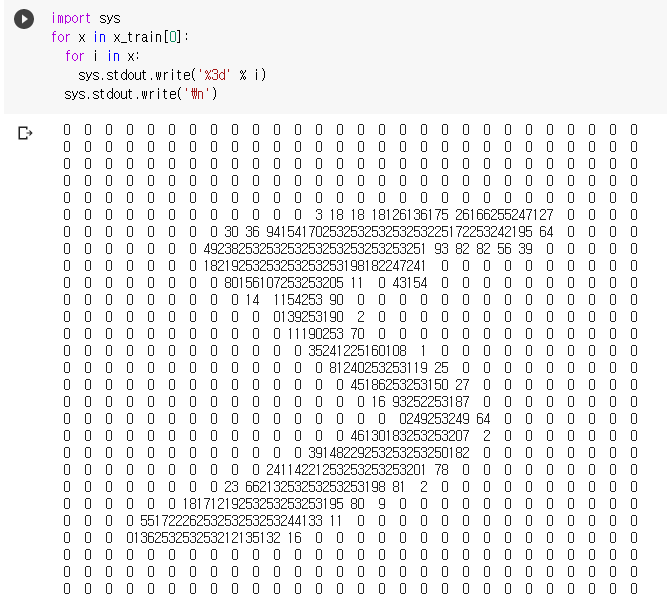 import sys
for x in x_train[0]:
  for i in x:
    sys.stdout.write('%3d' % i)
  sys.stdout.write('₩n')
  0  0  0  0  0  0  0  0  0  0  0  0  0  0  0  0  0  0  0  0  0  0  0  0  0  0  0  0
  0  0  0  0  0  0  0  0  0  0  0  0  0  0  0  0  0  0  0  0  0  0  0  0  0  0  0  0
  0  0  0  0  0  0  0  0  0  0  0  0  0  0  0  0  0  0  0  0  0  0  0  0  0  0  0  0
  0  0  0  0  0  0  0  0  0  0  0  0  0  0  0  0  0  0  0  0  0  0  0  0  0  0  0  0
  0  0  0  0  0  0  0  0  0  0  0  0  0  0  0  0  0  0  0  0  0  0  0  0  0  0  0  0
  0  0  0  0  0  0  0  0  0  0  0  0  3 18 18 18126136175 26166255247127  0  0  0  0
  0  0  0  0  0  0  0  0 30 36 94154170253253253253253225172253242195 64  0  0  0  0
  0  0  0  0  0  0  0 49238253253253253253253253253251 93 82 82 56 39  0  0  0  0  0
  0  0  0  0  0  0  0 18219253253253253253198182247241  0  0  0  0  0  0  0  0  0  0
  0  0  0  0  0  0  0  0 80156107253253205 11  0 43154  0  0  0  0  0  0  0  0  0  0
  0  0  0  0  0  0  0  0  0 14  1154253 90  0  0  0  0  0  0  0  0  0  0  0  0  0  0
  0  0  0  0  0  0  0  0  0  0  0139253190  2  0  0  0  0  0  0  0  0  0  0  0  0  0
  0  0  0  0  0  0  0  0  0  0  0 11190253 70  0  0  0  0  0  0  0  0  0  0  0  0  0
  0  0  0  0  0  0  0  0  0  0  0  0 35241225160108  1  0  0  0  0  0  0  0  0  0  0
  0  0  0  0  0  0  0  0  0  0  0  0  0 81240253253119 25  0  0  0  0  0  0  0  0  0
  0  0  0  0  0  0  0  0  0  0  0  0  0  0 45186253253150 27  0  0  0  0  0  0  0  0
  0  0  0  0  0  0  0  0  0  0  0  0  0  0  0 16 93252253187  0  0  0  0  0  0  0  0
  0  0  0  0  0  0  0  0  0  0  0  0  0  0  0  0  0249253249 64  0  0  0  0  0  0  0
  0  0  0  0  0  0  0  0  0  0  0  0  0  0 46130183253253207  2  0  0  0  0  0  0  0
  0  0  0  0  0  0  0  0  0  0  0  0 39148229253253253250182  0  0  0  0  0  0  0  0
  0  0  0  0  0  0  0  0  0  0 24114221253253253253201 78  0  0  0  0  0  0  0  0  0
  0  0  0  0  0  0  0  0 23 66213253253253253198 81  2  0  0  0  0  0  0  0  0  0  0
  0  0  0  0  0  0 18171219253253253253195 80  9  0  0  0  0  0  0  0  0  0  0  0  0
  0  0  0  0 55172226253253253253244133 11  0  0  0  0  0  0  0  0  0  0  0  0  0  0
  0  0  0  0136253253253212135132 16  0  0  0  0  0  0  0  0  0  0  0  0  0  0  0  0
  0  0  0  0  0  0  0  0  0  0  0  0  0  0  0  0  0  0  0  0  0  0  0  0  0  0  0  0
  0  0  0  0  0  0  0  0  0  0  0  0  0  0  0  0  0  0  0  0  0  0  0  0  0  0  0  0
  0  0  0  0  0  0  0  0  0  0  0  0  0  0  0  0  0  0  0  0  0  0  0  0  0  0  0  0